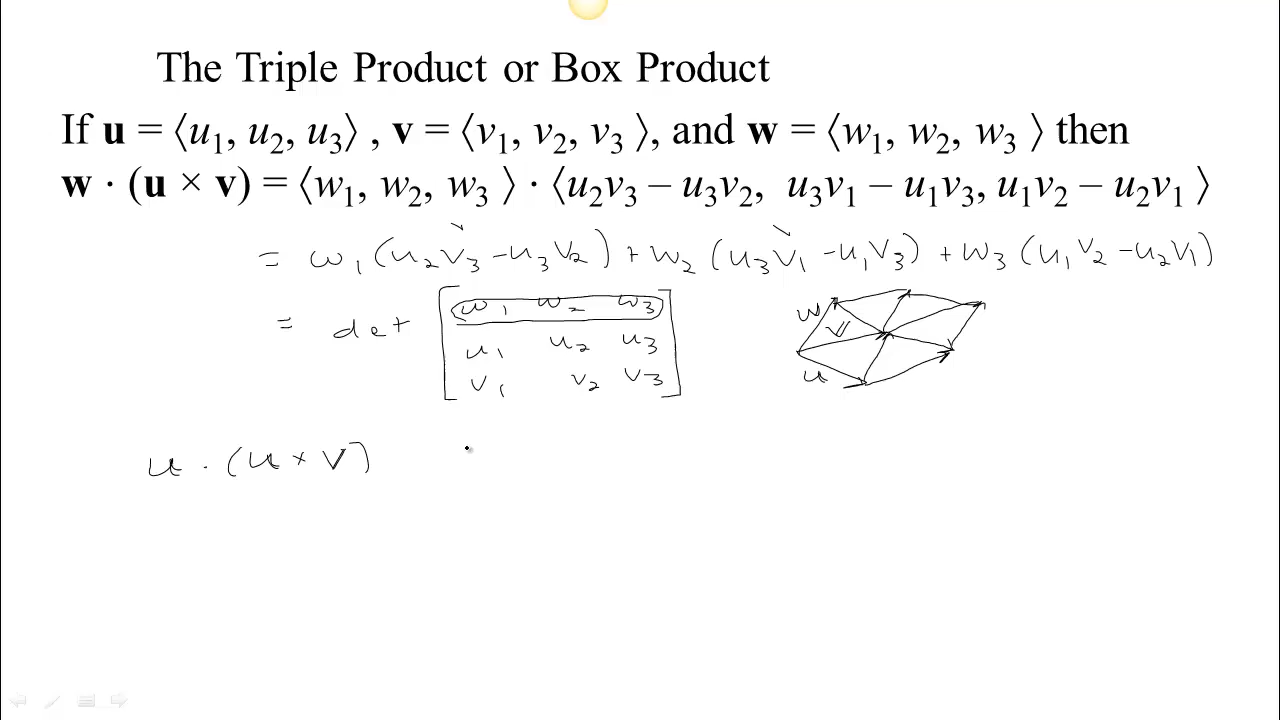 The Triple Product or Box Product
If u = ⟨u₁, u₂, u₃⟩ , v = ⟨v₁, v₂, v₃ ⟩, and w = ⟨w₁, w₂, w₃ ⟩ then
w · (u × v) = ⟨w₁, w₂, w₃ ⟩ · ⟨u₂v₃ – u₃v₂, u₃v₁ – u₁v₃, u₁v₂ – u₂v₁ ⟩
= w₁(u₂v₃ - u₃v₂) + w₂(u₃v₁ - u₁v₃) + w₃(u₁v₂ - u₂v₁)
= det [ w₁ w₂ w₃
u₁ u₂ u₃
v₁ v₂ v₃ ]
w
v
u
u · (u × v)